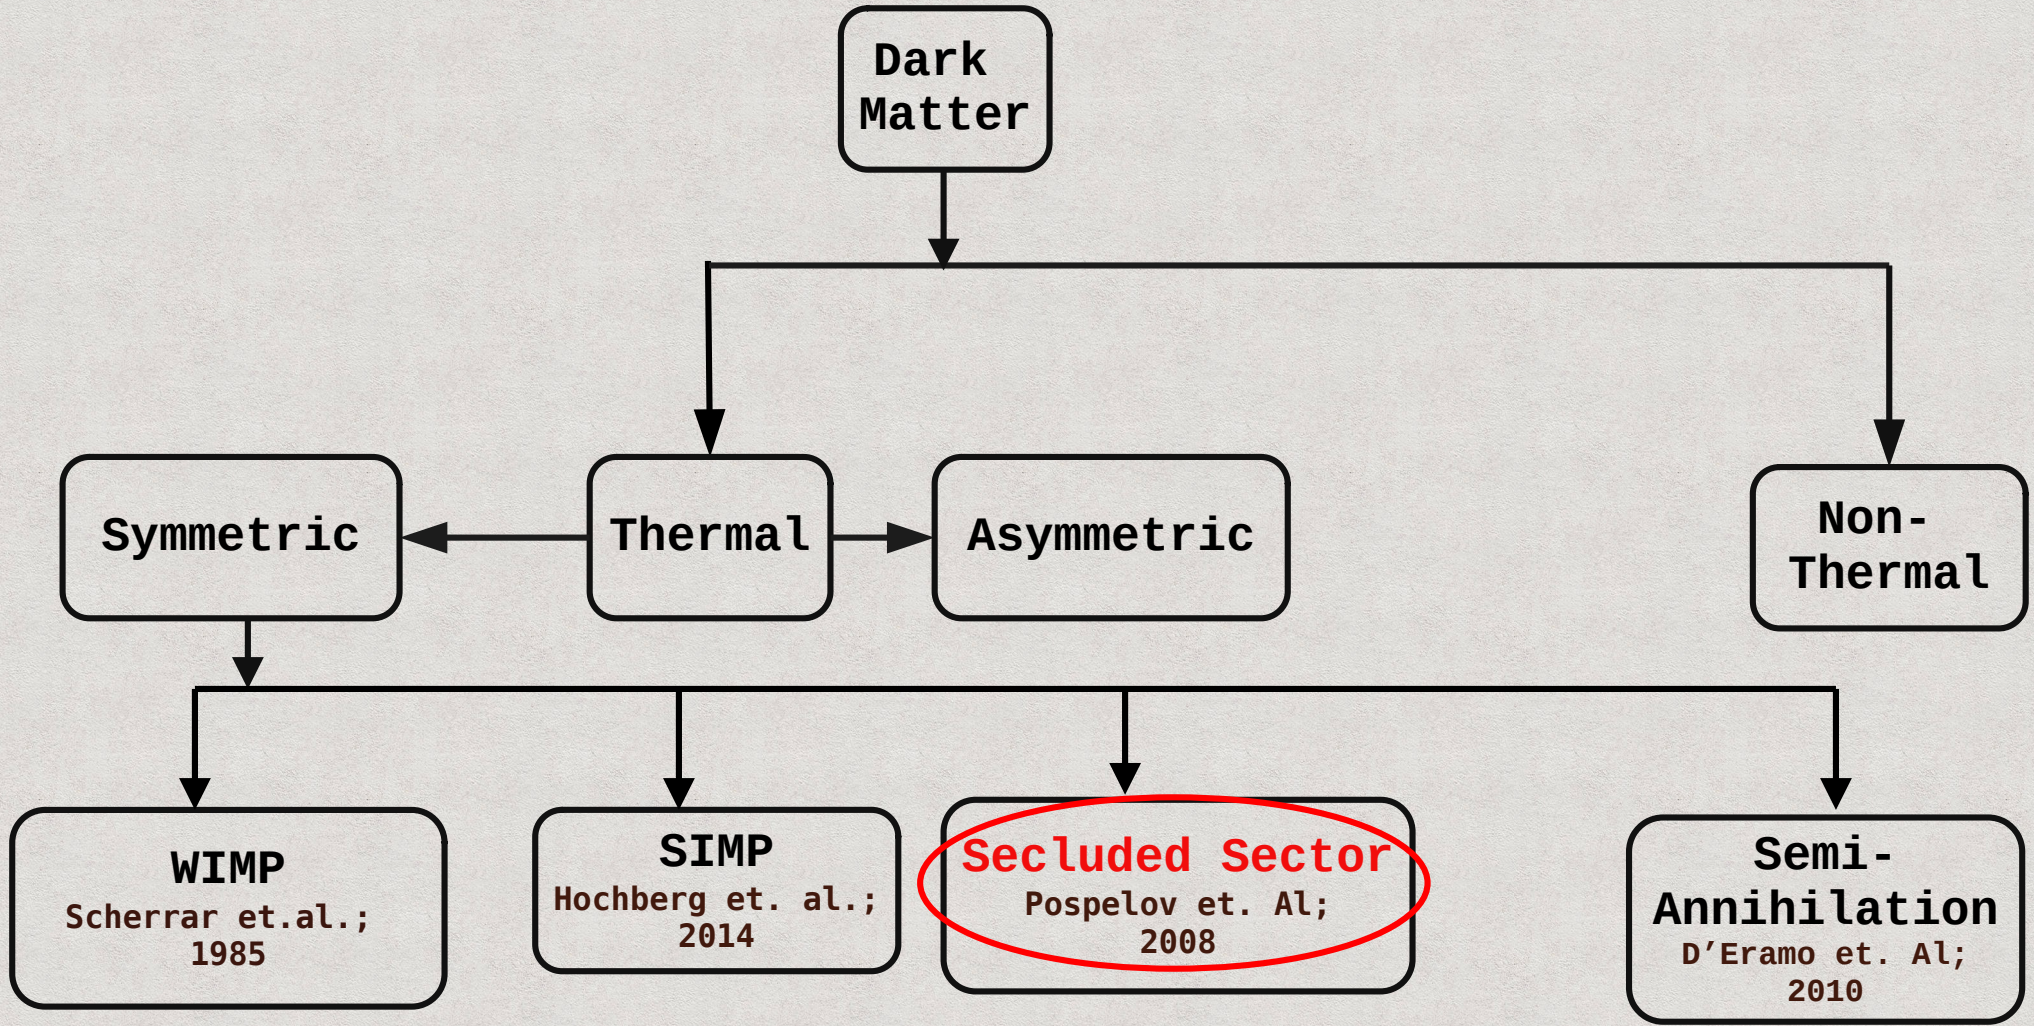 Dark
Matter
Symmetric
Thermal
Asymmetric
Non-
Thermal
WIMP
Scherrar et.al.;
1985
SIMP
Hochberg et. al.;
2014
Secluded Sector
Pospelov et. Al;
2008
Semi-
Annihilation
D’Eramo et. Al;
2010